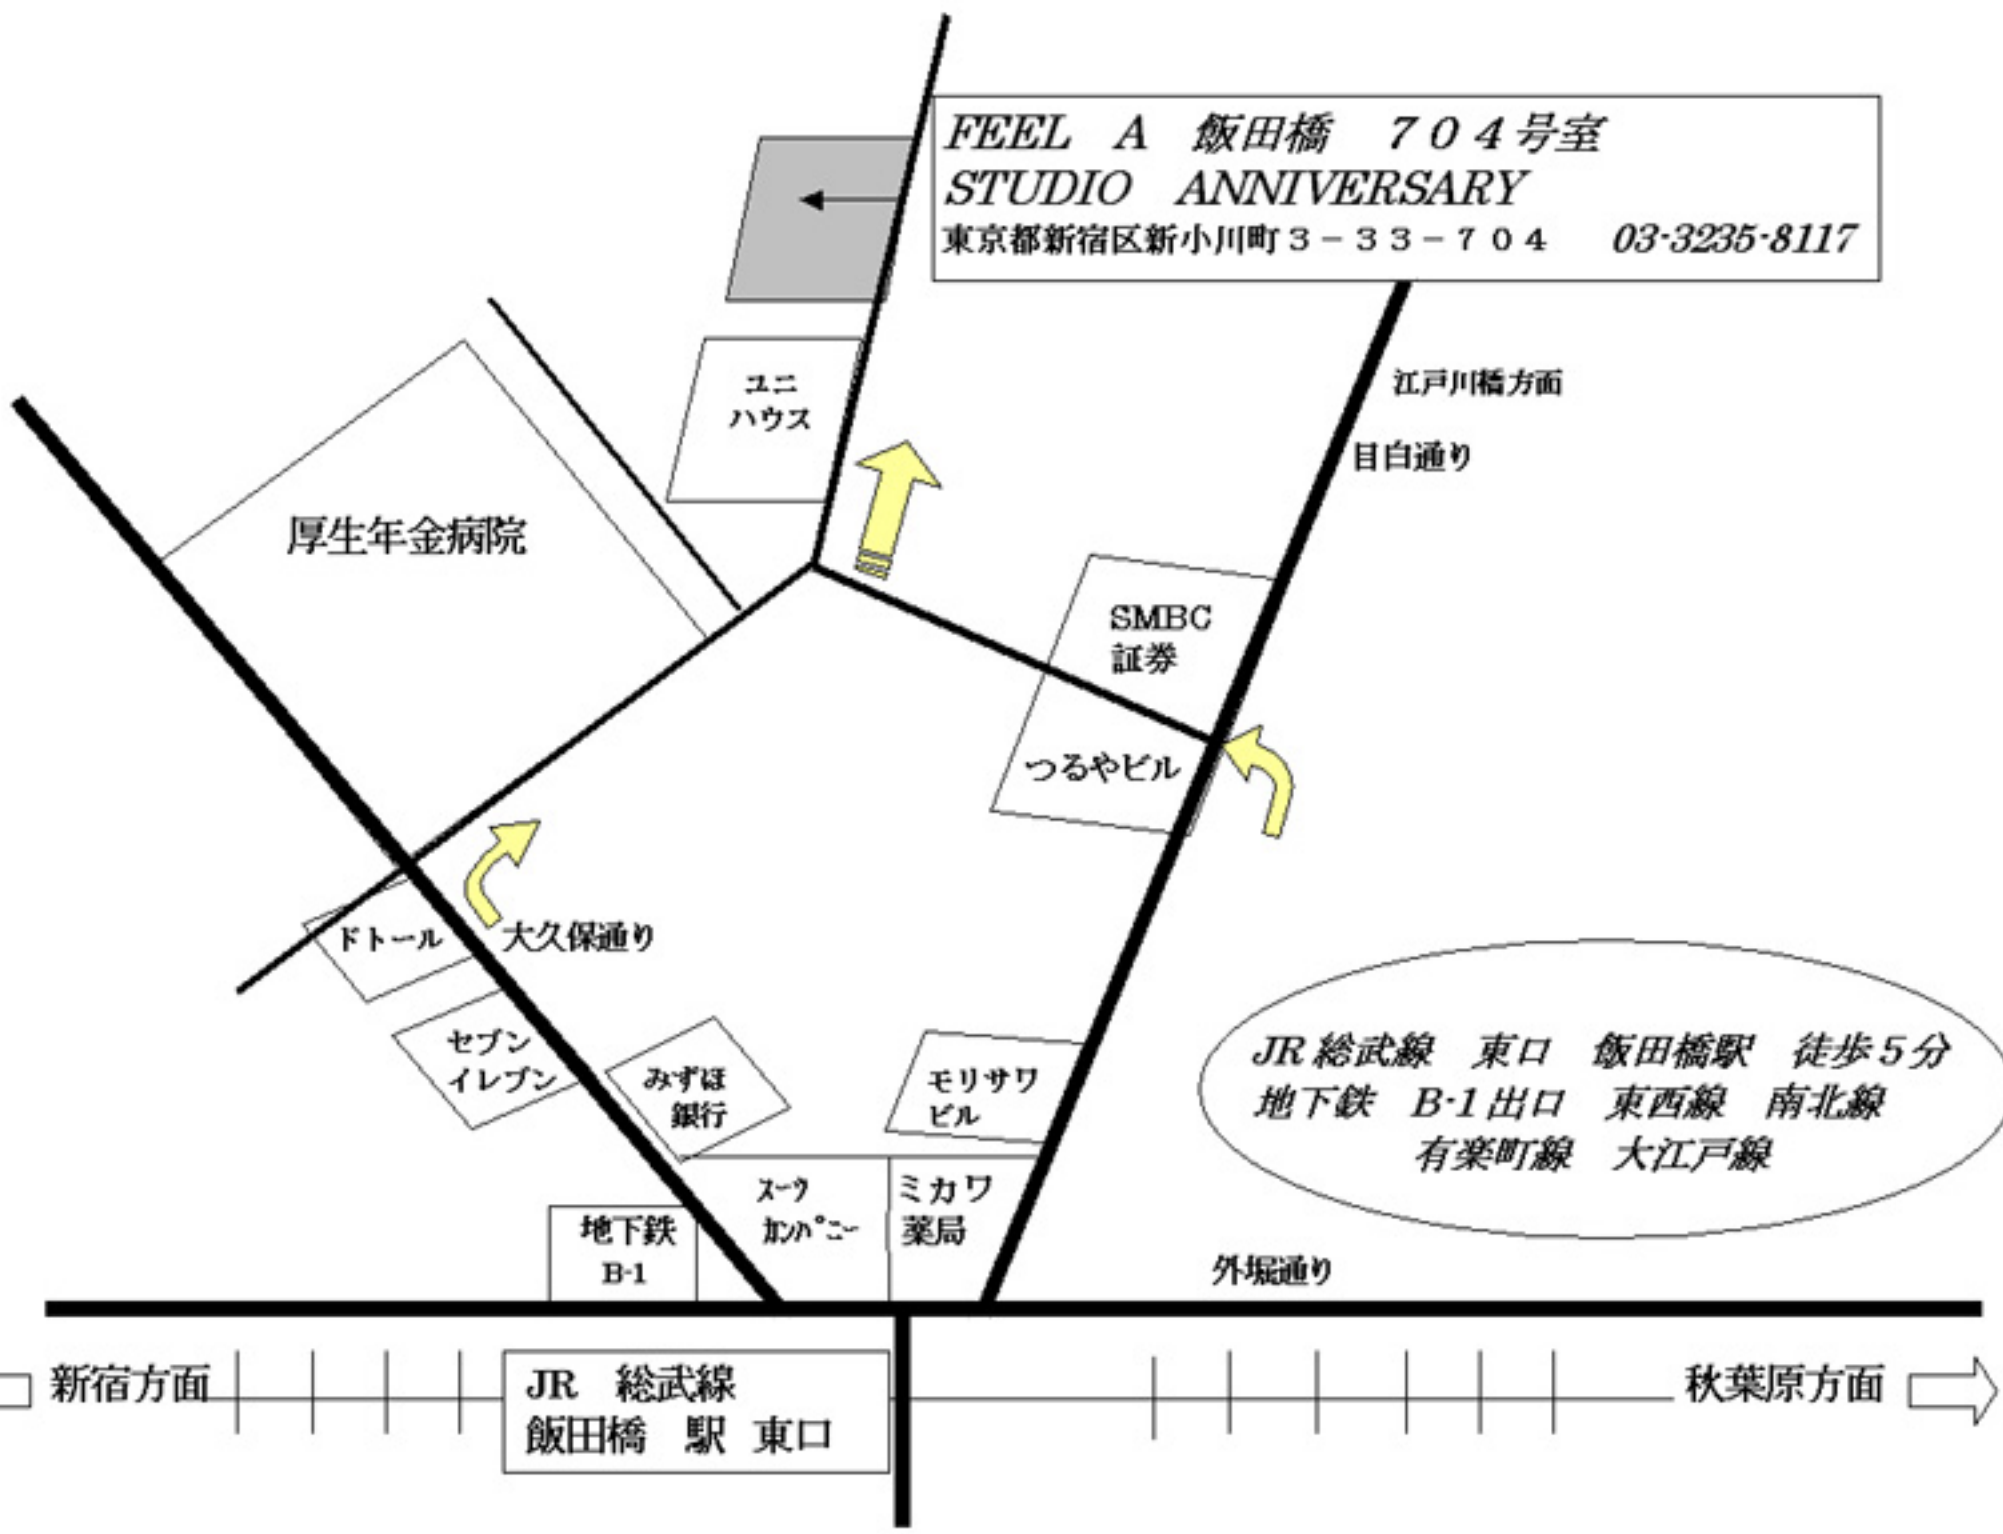 FEEL A 飯田橋 704号室
STUDIO ANNIVERSARY
東京都新宿区新小川町3-33-704 03-3235-8117
江戸川橋方面
目白通り
ユニ
ハウス
厚生年金病院
SMBC
証券
つるやビル
ドトール
大久保通り
セブン
イレブン
みずほ
銀行
モリサワ
ビル
JR総武線 東口 飯田橋駅 徒歩5分
地下鉄 B-1出口 東西線 南北線
有楽町線 大江戸線
スーク
カンパニー
ミカワ
薬局
地下鉄
B-1
外堀通り
新宿方面
JR 総武線
飯田橋 駅 東口
秋葉原方面